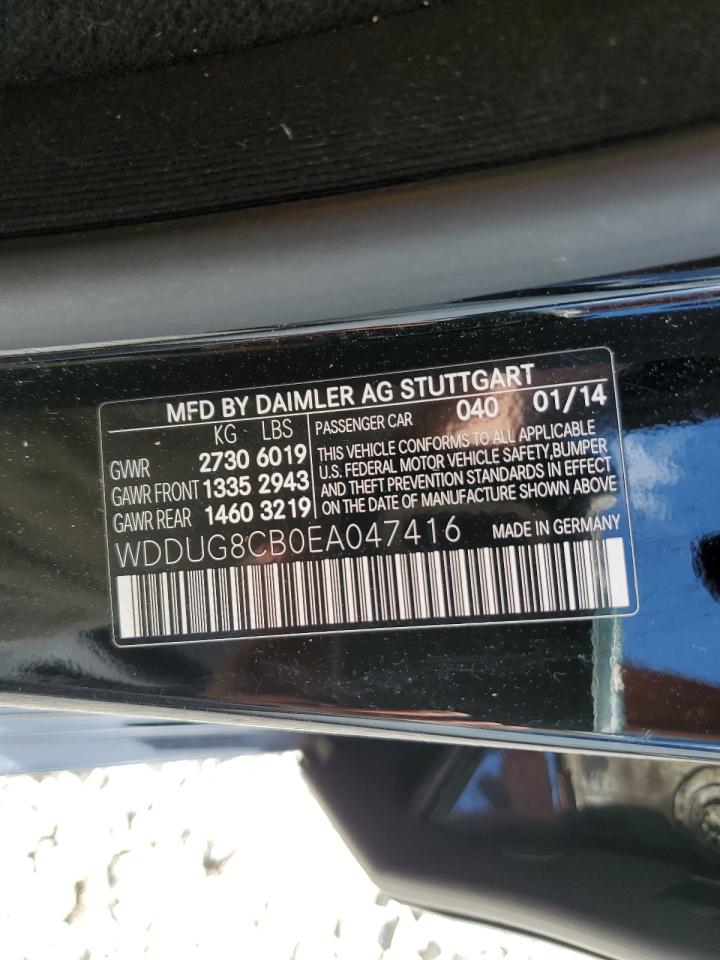 MFD BY DAIMLER AG STUTTGART
KG LBS
GVWR 2730 6019
GAWR FRONT 1335 2943
GAWR REAR 1460 3219
PASSENGER CAR 040 01/14
THIS VEHICLE CONFORMS TO ALL APPLICABLE
U.S. FEDERAL MOTOR VEHICLE SAFETY,BUMPER
AND THEFT PREVENTION STANDARDS IN EFFECT
ON THE DATE OF MANUFACTURE SHOWN ABOVE
WDDUG8CB0EA047416 MADE IN GERMANY